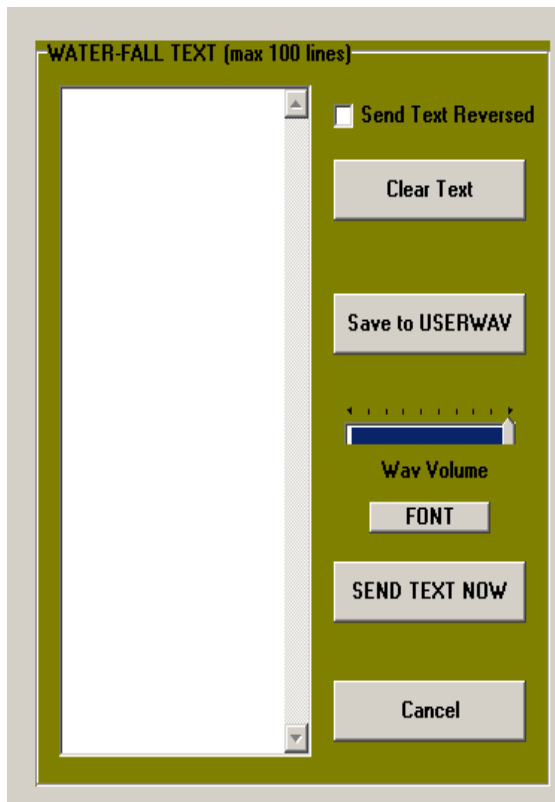 WATER-FALL TEXT (max 100 lines)
Send Text Reversed
Clear Text
Save to USERWAV
Wav Volume
FONT
SEND TEXT NOW
Cancel